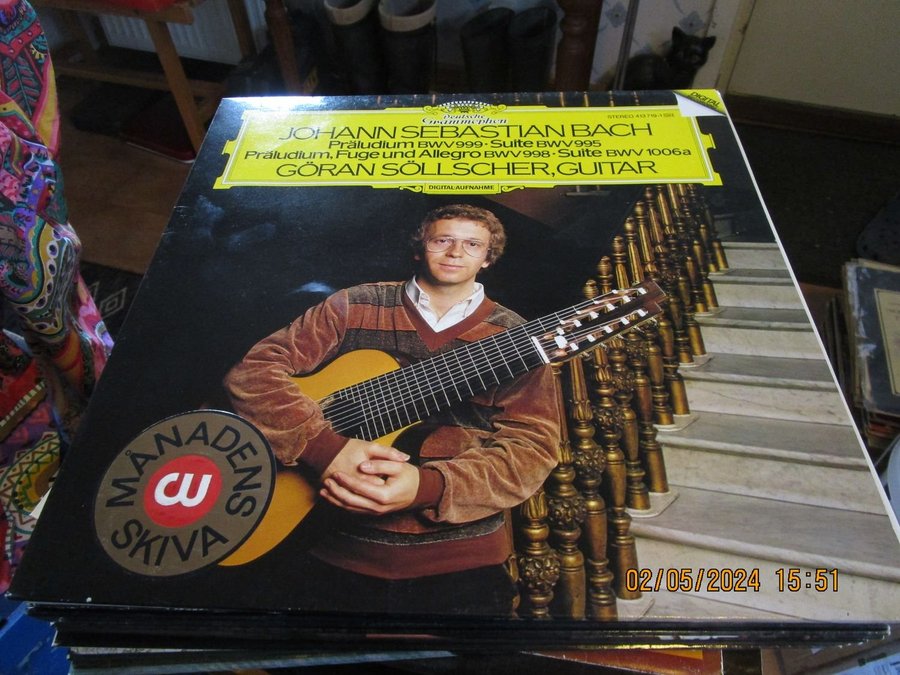 Deutsche
Grammophon
DIGITAL
STEREO 413 719-1 GH
JOHANN SEBASTIAN BACH
Präludium BWV 999 · Suite BWV 995
Präludium, Fuge und Allegro BWV 998 · Suite BWV 1006a
GÖRAN SÖLLSCHER, GUITAR
DIGITAL-AUFNAHME
MÅNADENS
SKIVA
02/05/2024 15:51